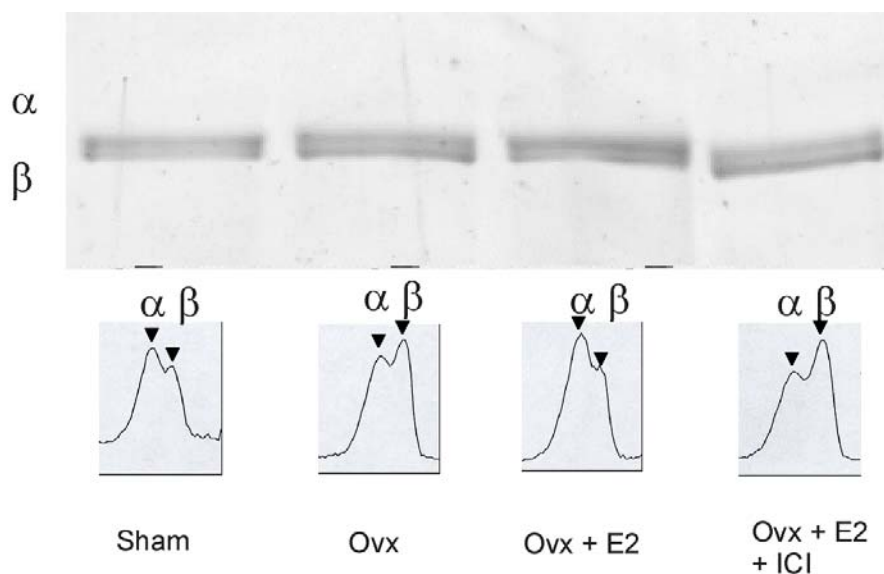 α
β
α β
α β
α β
α β
Sham
Ovx
Ovx + E2
Ovx + E2
+ ICI